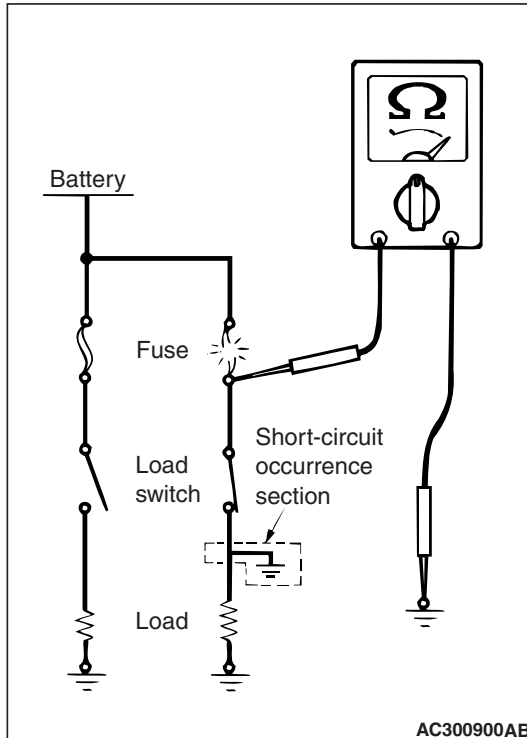 Ω
Battery
Fuse
Short-circuit
occurrence
section
Load
switch
Load
AC300900AB